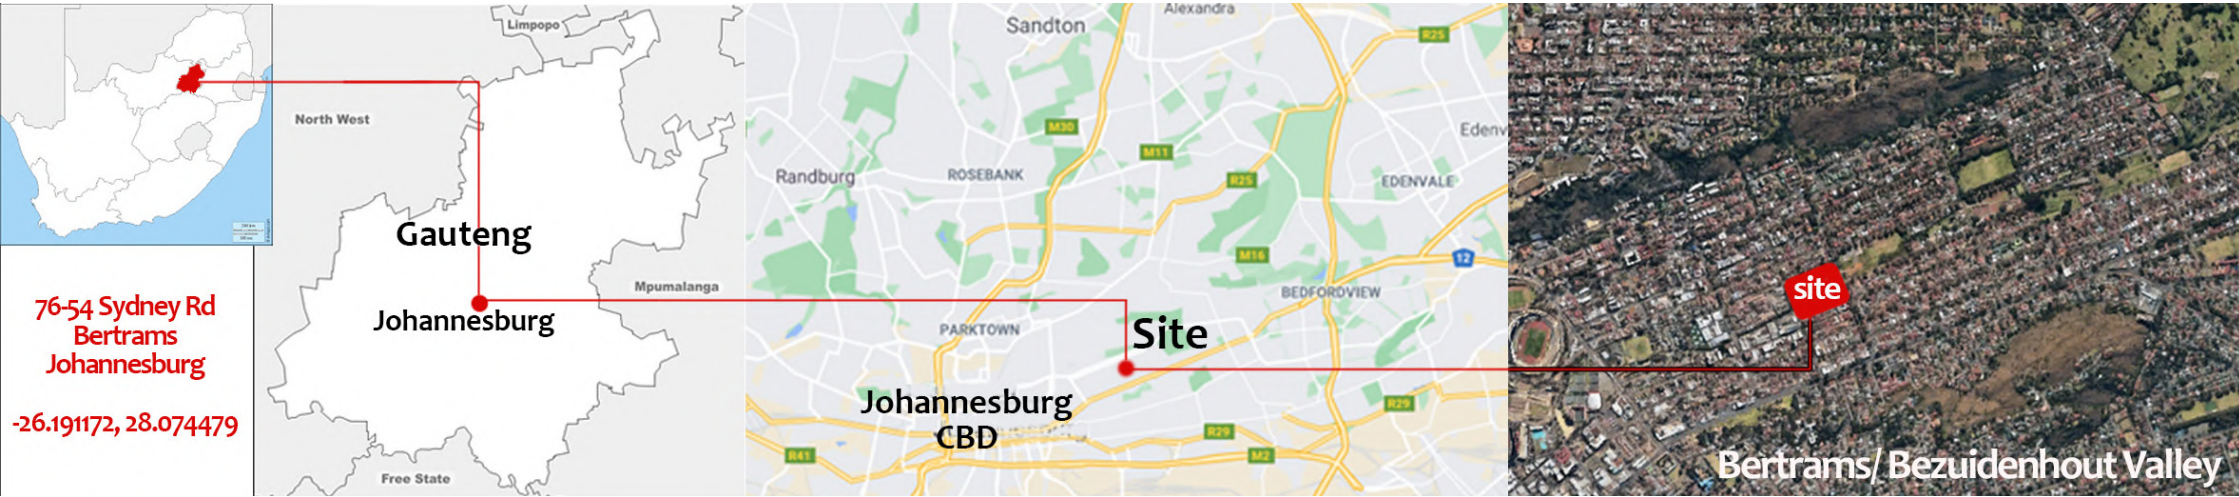 76-54 Sydney Rd
Bertrams
Johannesburg
-26.191172, 28.074479
Limpopo
North West
Gauteng
Mpumalanga
Johannesburg
Free State
Sandton
Alexandra
R25
M30
M11
Randburg
ROSEBANK
R25
EDENVALE
M16
12
BEDFORDVIEW
PARKTOWN
Site
Johannesburg
CBD
R29
R29
R41
M2
site
Bertrams/ Bezuidenhout Valley